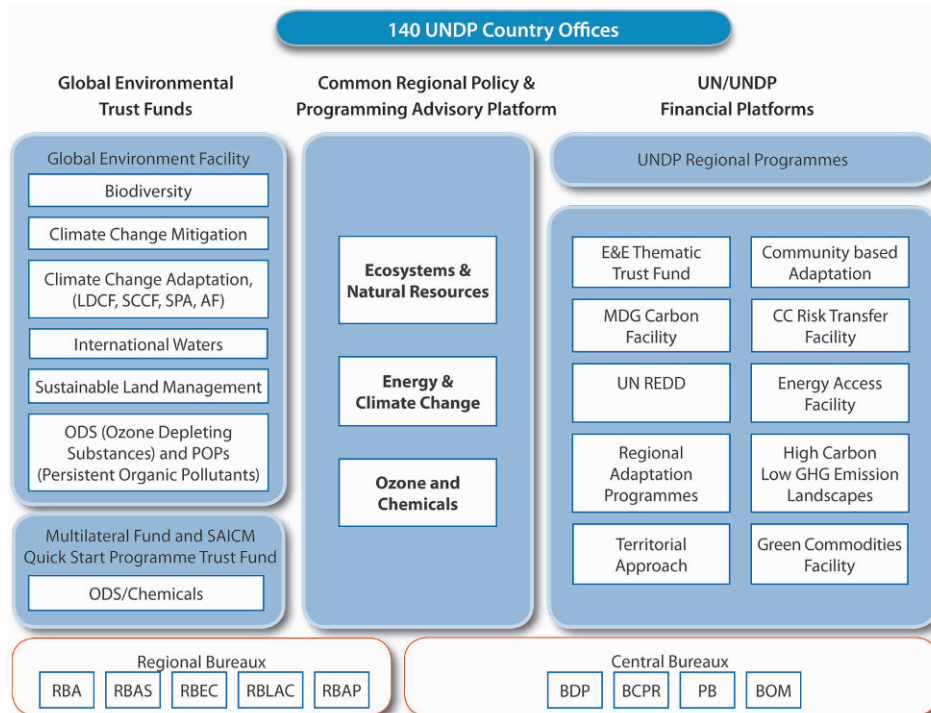 140 UNDP Country Offices
Global Environmental
Trust Funds
Common Regional Policy &
Programming Advisory Platform
UN/UNDP
Financial Platforms
Global Environment Facility
Biodiversity
Climate Change Mitigation
Climate Change Adaptation,
(LDCF, SCCF, SPA, AF)
International Waters
Sustainable Land Management
ODS (Ozone Depleting
Substances) and POPs
(Persistent Organic Pollutants)
Multilateral Fund and SAICM
Quick Start Programme Trust Fund
ODS/Chemicals
Ecosystems &
Natural Resources
Energy &
Climate Change
Ozone and
Chemicals
UNDP Regional Programmes
E&E Thematic
Trust Fund
Community based
Adaptation
MDG Carbon
Facility
CC Risk Transfer
Facility
UN REDD
Energy Access
Facility
Regional
Adaptation
Programmes
High Carbon
Low GHG Emission
Landscapes
Territorial
Approach
Green Commodities
Facility
Regional Bureaux
RBA
RBAS
RBEC
RBLAC
RBAP
Central Bureaux
BDP
BCPR
PB
BOM